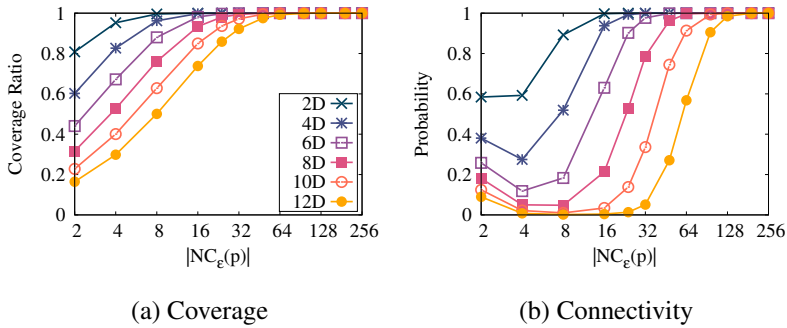 Coverage Ratio
1
0.8
0.6
0.4
0.2
0
2D
4D
6D
8D
10D
12D
2 4 8 16 32 64 128 256
|NCε(p)|
(a) Coverage
Probability
1
0.8
0.6
0.4
0.2
0
2 4 8 16 32 64 128 256
|NCε(p)|
(b) Connectivity